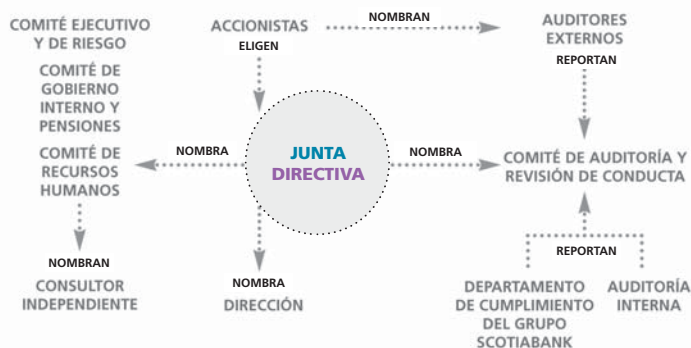 COMITÉ EJECUTIVO
Y DE RIESGO
COMITÉ DE
GOBIERNO
INTERNO Y
PENSIONES
COMITÉ DE
RECURSOS
HUMANOS
NOMBRAN
CONSULTOR
INDEPENDIENTE
ACCIONISTAS
ELIGEN
NOMBRAN
AUDITORES
EXTERNOS
REPORTAN
NOMBRA
JUNTA
DIRECTIVA
NOMBRA
COMITÉ DE AUDITORÍA Y
REVISIÓN DE CONDUCTA
NOMBRA
DIRECCIÓN
REPORTAN
DEPARTAMENTO
DE CUMPLIMIENTO
DEL GRUPO
SCOTIABANK
AUDITORÍA
INTERNA